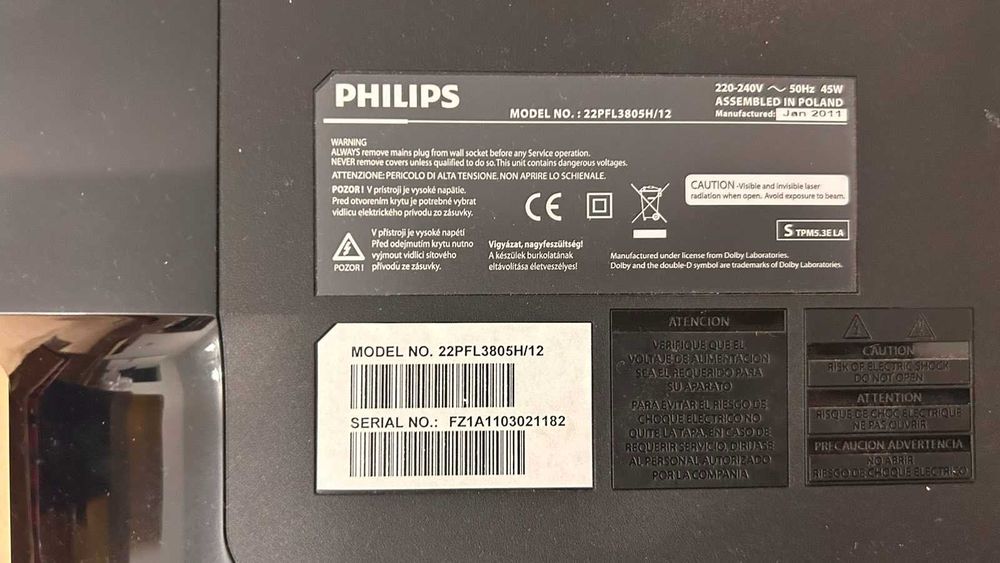 PHILIPS
MODEL NO. : 22PFL3805H/12
220-240V ~ 50Hz 45W
ASSEMBLED IN POLAND
Manufactured: Jan 2011
WARNING
ALWAYS remove mains plug from wall socket before any Service operation.
NEVER remove covers unless qualified to do so. This unit contains dangerous voltages.
ATTENZIONE: PERICOLO DI ALTA TENSIONE, NON APRIRE LO SCHIENALE.
POZOR ! V prístroji je vysoké napätie.
Pred otvorením krytu je potrebné vybrat
vidlicu elektrického prívodu zo zásuvky.
CE
CAUTION -Visible and invisible laser
radiation when open. Avoid exposure to beam.
S TPM5.3E LA
POZOR !
V přístroji je vysoké napětí
Před odejmutím krytu nutno
vyjmout vidlici síťového
přívodu ze zásuvky.
Vigyázat, nagyfeszültség!
A készülek burkolatának
eltávolítása életveszélyes!
Manufactured under license from Dolby Laboratories.
Dolby and the double-D symbol are trademarks of Dolby Laboratories.
MODEL NO. 22PFL3805H/12
SERIAL NO.: FZ1A1103021182
ATENCION
VERIFIQUE QUE EL
VOLTAJE DE ALIMENTACION
SEA EL REQUERIDO PARA
SU APARATO
PARA EVITAR EL RIESGO DE
CHOQUE ELECTRICO NO
QUITE LA TAPA, EN CASO DE
REQUERIR SERVICIO, DIRIJASE
AL PERSONAL AUTORIZADO
POR LA COMPANIA
CAUTION
RISK OF ELECTRIC SHOCK
DO NOT OPEN
ATTENTION
RISQUE DE CHOC ELECTRIQUE
NE PAS OUVRIR
PRECAUCION ADVERTENCIA
NO ABRIR
RIESGO DE CHOQUE ELECTRISO